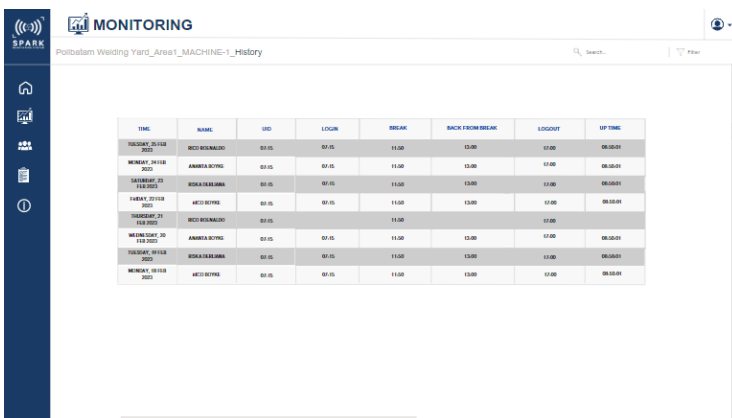 ((o))
SPARK
MONITORING
Polibatam Welding Yard_Area1_MACHINE-1_History
Search...
Filter
TIME NAME UID LOGIN BREAK BACK FROM BREAK LOGOUT UP TIME
TUESDAY, 25 FEB 2023 RICO ROENALDO 07:15 07:15 11:50 13:00 17:00 08:50:01
MONDAY, 24 FEB 2023 ANANTA BOYKE 07:15 07:15 11:50 13:00 17:00 08:50:01
SATURDAY, 23 FEB 2023 RISKA DERLIANA 07:15 07:15 11:50 13:00 17:00 08:50:01
FRIDAY, 22 FEB 2023 RICO BOYKE 07:15 07:15 11:50 13:00 17:00 08:50:01
THURSDAY, 21 FEB 2023 RICO ROENALDO 07:15 11:50 17:00
WEDNESDAY, 20 FEB 2023 ANANTA BOYKE 07:15 07:15 11:50 13:00 17:00 08:50:01
TUESDAY, 19 FEB 2023 RISKA DERLIANA 07:15 07:15 11:50 13:00 17:00 08:50:01
MONDAY, 18 FEB 2023 RICO BOYKE 07:15 07:15 11:50 13:00 17:00 08:50:01